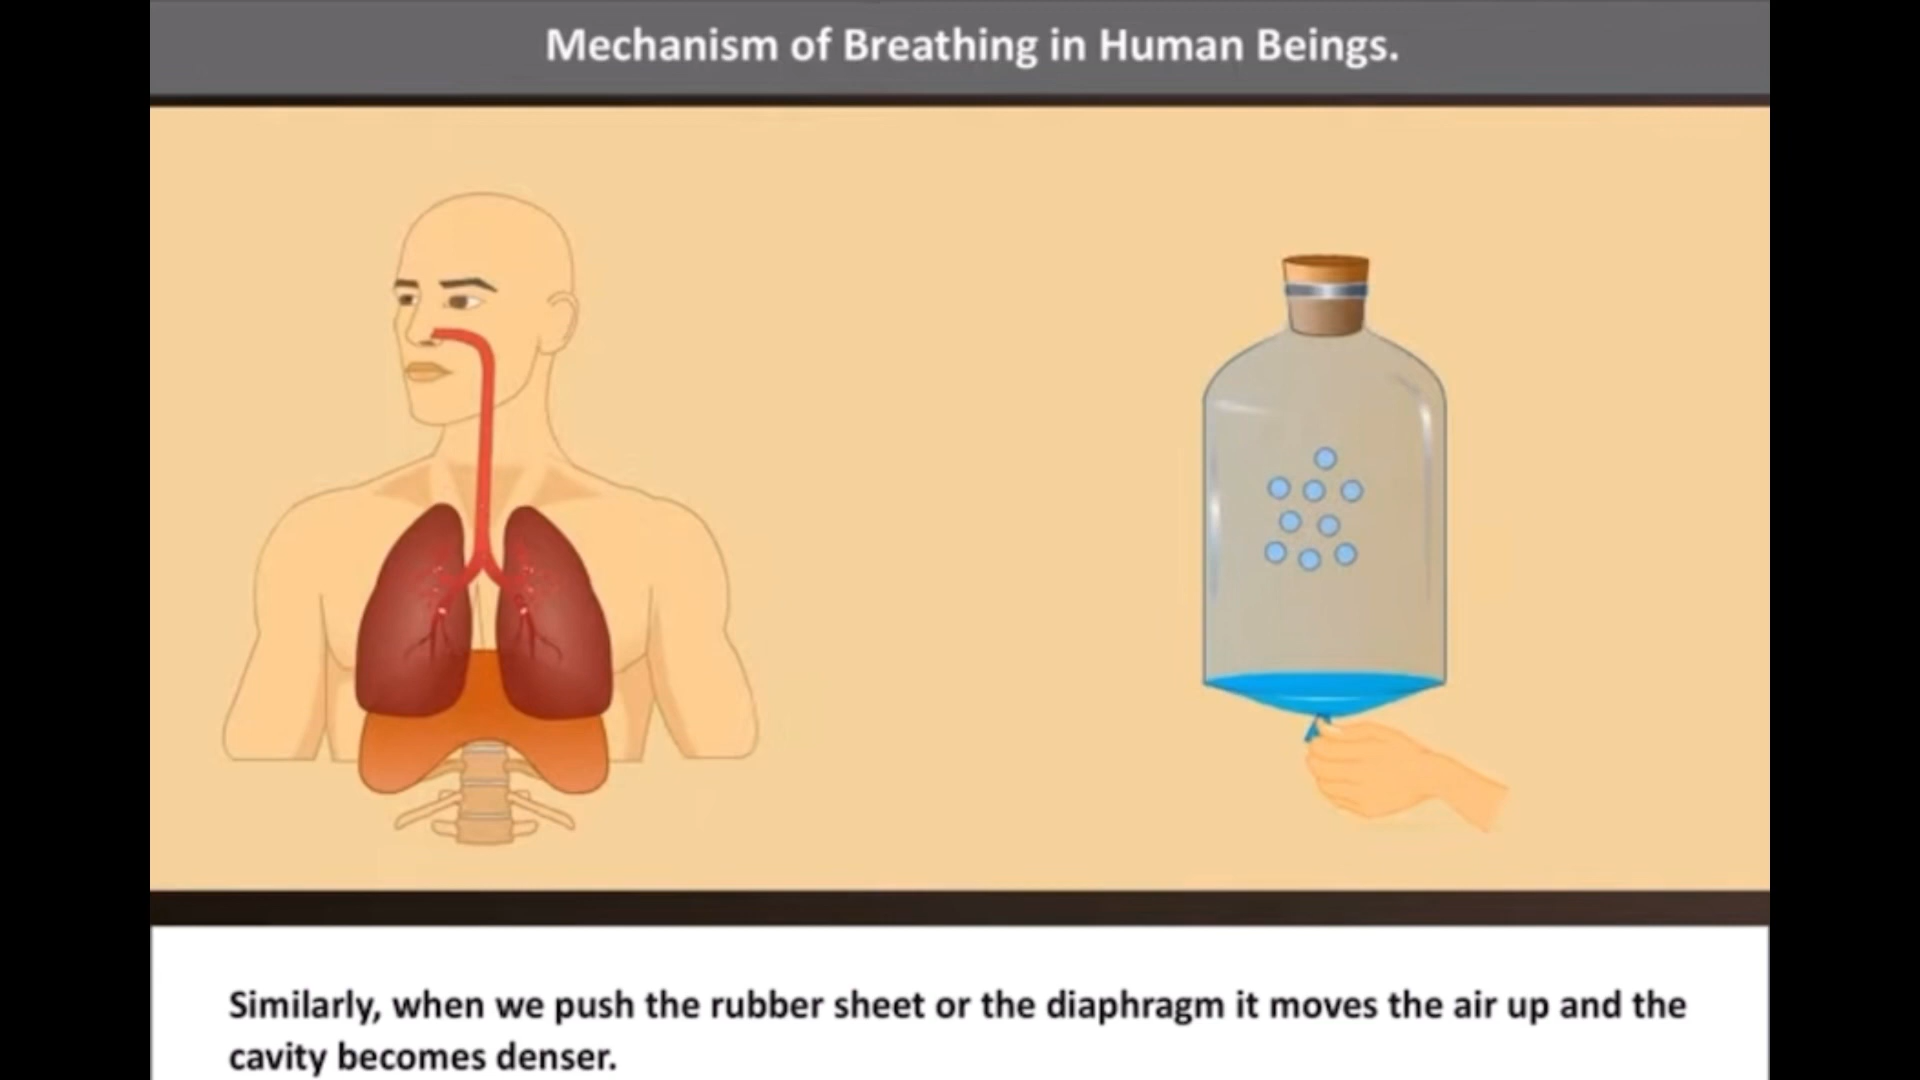 Mechanism of Breathing in Human Beings.
Similarly, when we push the rubber sheet or the diaphragm it moves the air up and the
cavity becomes denser.